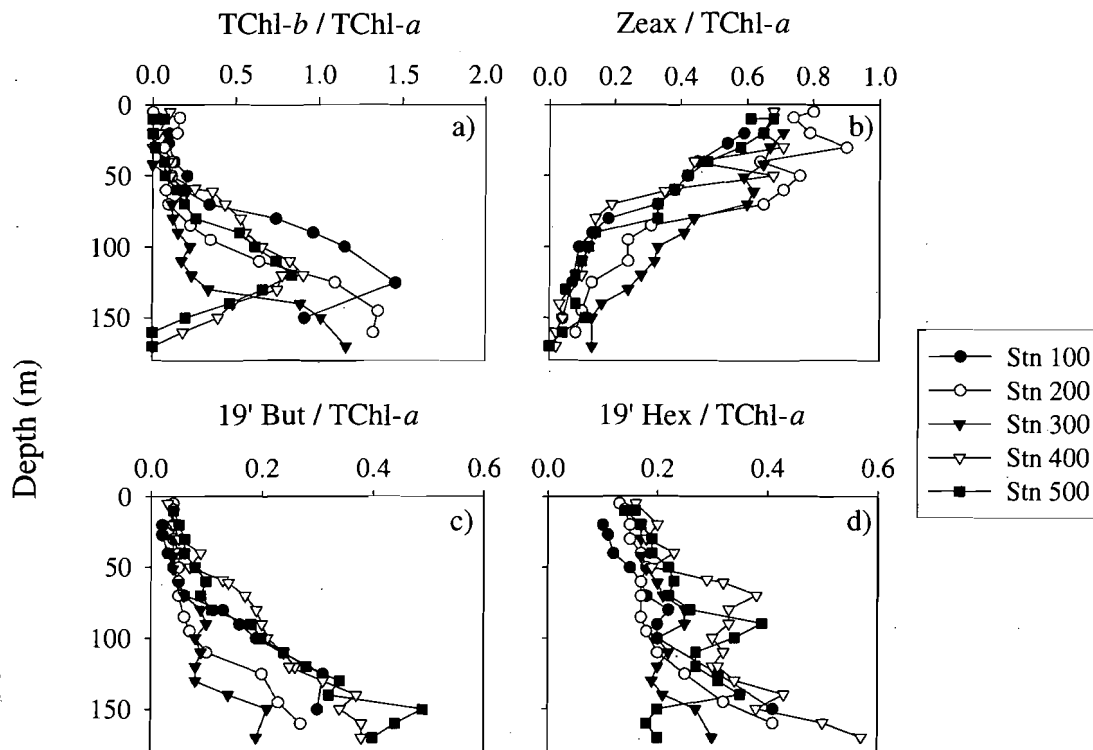 TChl-b / TChl-a
Zeax / TChl-a
0.0 0.5 1.0 1.5 2.0
0.0 0.2 0.4 0.6 0.8 1.0
0
50
100
150
a)
b)
19' But / TChl-a
19' Hex / TChl-a
0.0 0.2 0.4 0.6
0.0 0.2 0.4 0.6
0
50
100
150
c)
d)
Depth (m)
Stn 100
Stn 200
Stn 300
Stn 400
Stn 500